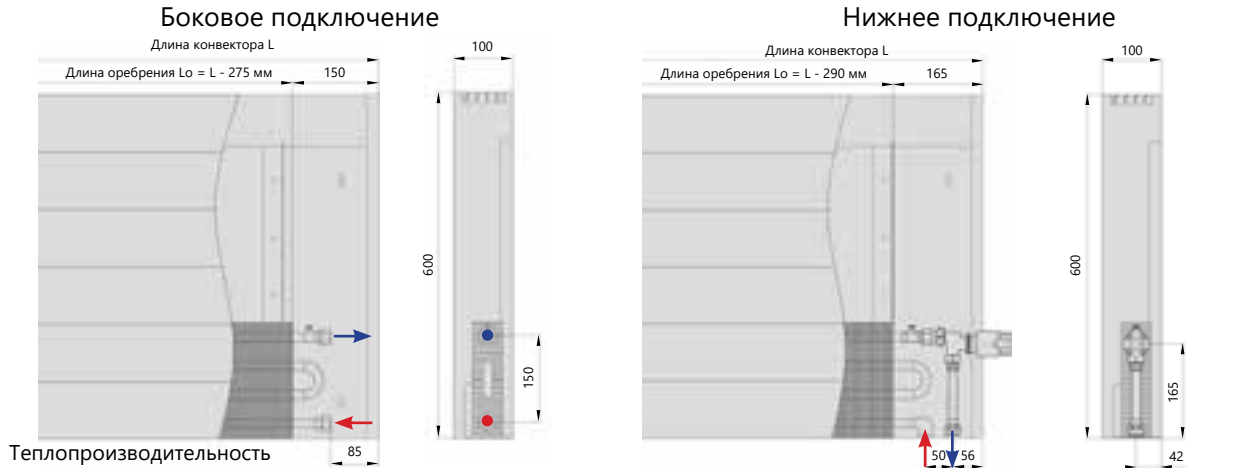 Боковое подключение
Длина конвектора L
Длина оребрения Lo = L - 275 мм
150
100
600
150
85
Теплопроизводительность
Нижнее подключение
Длина конвектора L
Длина оребрения Lo = L - 290 мм
165
100
600
165
50
56
42